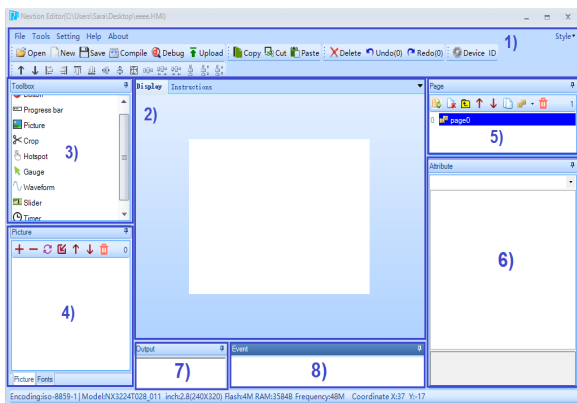 Nextion Editor(C:\Users\Sara\Desktop\eeee.HMI)
File Tools Setting Help About
1)
Style
Open New Save Compile Debug Upload Copy Cut Paste Delete Undo(0) Redo(0) Device ID
Toolbox
Button
Progress bar
Picture
Crop
Hotspot
Gauge
Waveform
Slider
Timer
3)
Display Instructions
2)
Page
1
0 page0
5)
Attribute
6)
Picture
0
4)
Picture Fonts
Output
7)
Event
8)
Encoding:iso-8859-1 Model:NX3224T028_011 inch:2.8(240X320) Flash:4M RAM:3584B Frequency:48M Coordinate X:37 Y:-17